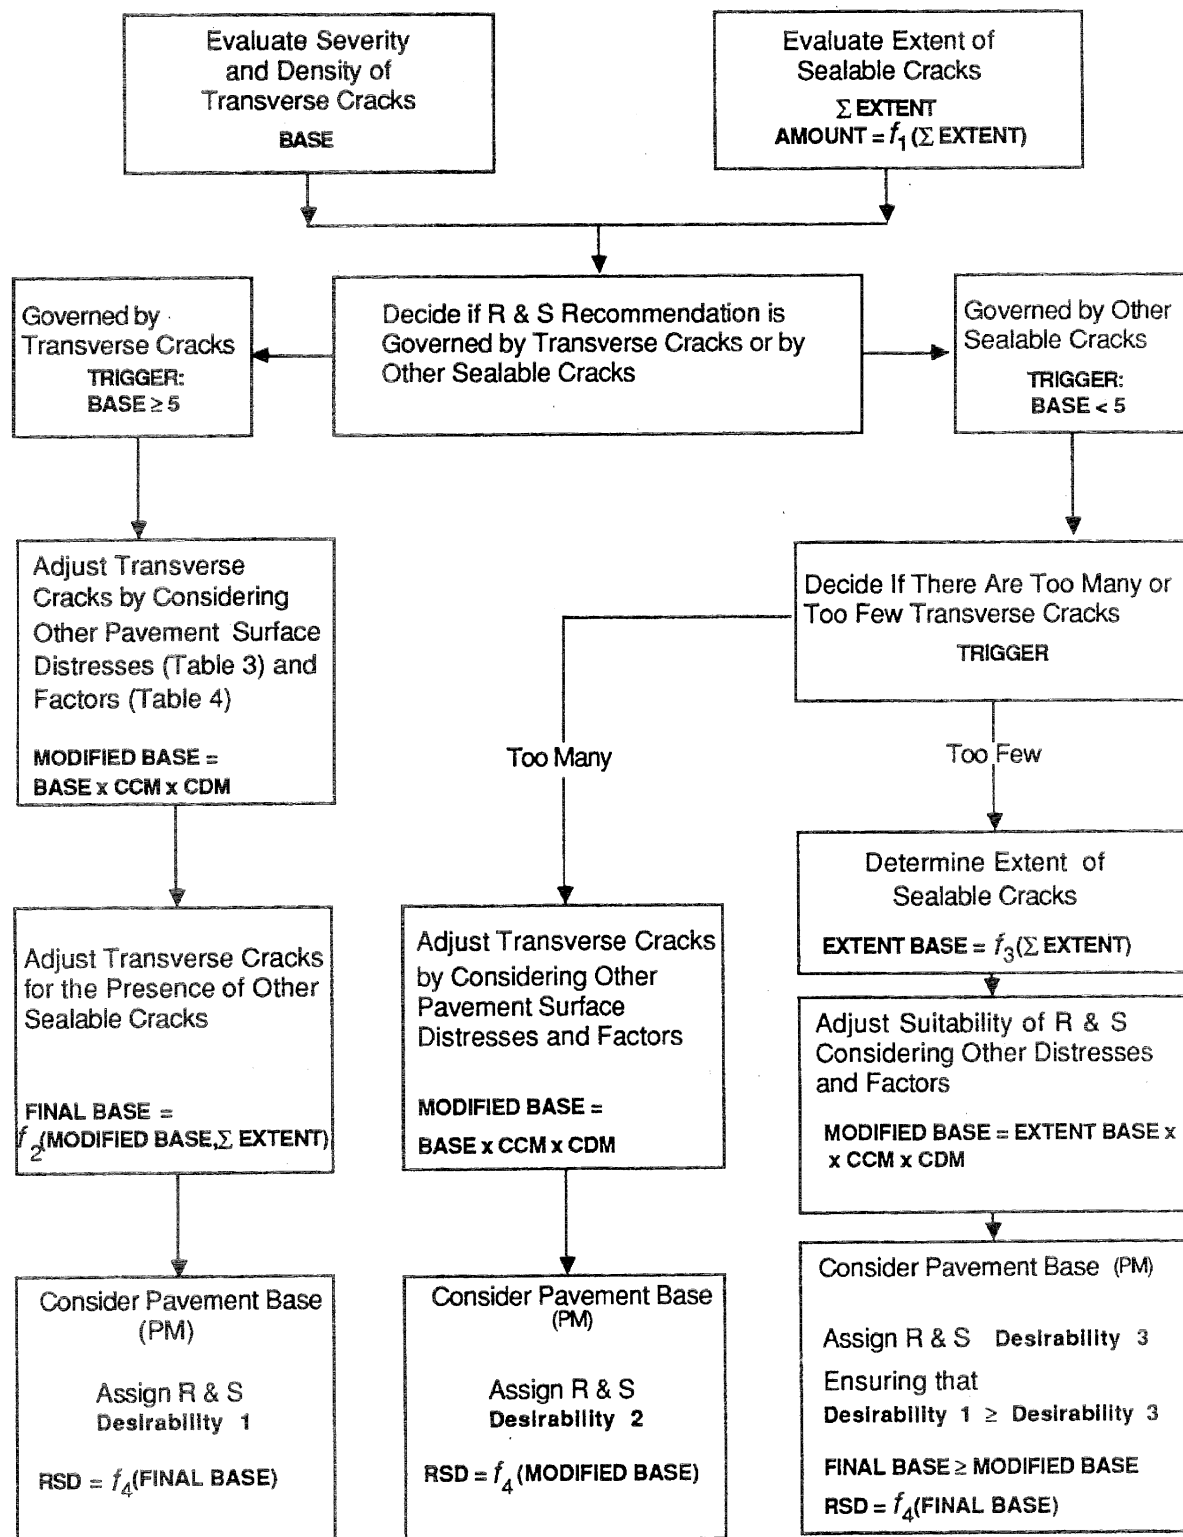 Evaluate Severity
and Density of
Transverse Cracks
BASE
Evaluate Extent of
Sealable Cracks
Σ EXTENT
AMOUNT = f1 (Σ EXTENT)
Governed by
Transverse Cracks
TRIGGER:
BASE ≥ 5
Decide if R & S Recommendation is
Governed by Transverse Cracks or by
Other Sealable Cracks
Governed by Other
Sealable Cracks
TRIGGER:
BASE < 5
Adjust Transverse
Cracks by Considering
Other Pavement Surface
Distresses (Table 3) and
Factors (Table 4)
MODIFIED BASE =
BASE x CCM x CDM
Decide If There Are Too Many or
Too Few Transverse Cracks
TRIGGER
Too Many
Too Few
Determine Extent of
Sealable Cracks
EXTENT BASE = f3(Σ EXTENT)
Adjust Transverse Cracks
for the Presence of Other
Sealable Cracks
FINAL BASE =
f2(MODIFIED BASE,Σ EXTENT)
Adjust Transverse Cracks
by Considering Other
Pavement Surface
Distresses and Factors
MODIFIED BASE =
BASE x CCM x CDM
Adjust Suitability of R & S
Considering Other Distresses
and Factors
MODIFIED BASE = EXTENT BASE x
x CCM x CDM
Consider Pavement Base
(PM)
Assign R & S
Desirability 1
RSD = f4(FINAL BASE)
Consider Pavement Base
(PM)
Assign R & S
Desirability 2
RSD = f4(MODIFIED BASE)
Consider Pavement Base (PM)
Assign R & S Desirability 3
Ensuring that
Desirability 1 ≥ Desirability 3
FINAL BASE ≥ MODIFIED BASE
RSD = f4(FINAL BASE)